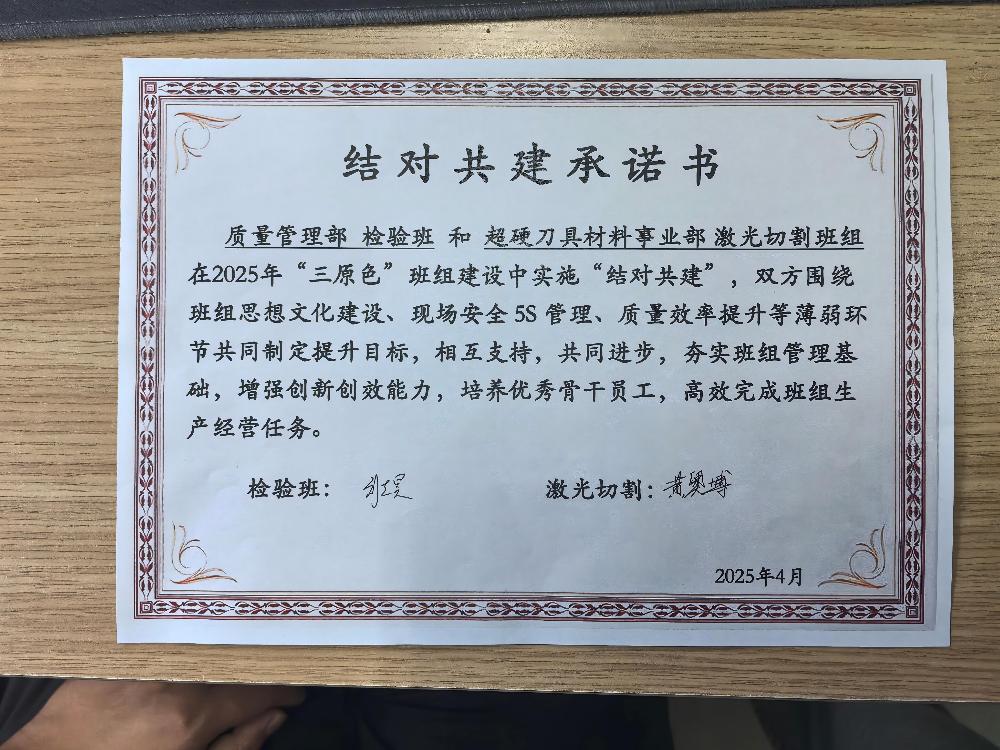 结对共建承诺书
质量管理部 检验班 和 超硬刀具材料事业部 激光切割班组
在2025年“三原色”班组建设中实施“结对共建”，双方围绕
班组思想文化建设、现场安全 5S 管理、质量效率提升等薄弱环
节共同制定提升目标，相互支持，共同进步，夯实班组管理基
础，增强创新创效能力，培养优秀骨干员工，高效完成班组生
产经营任务。
检验班： 激光切割：
2025年4月